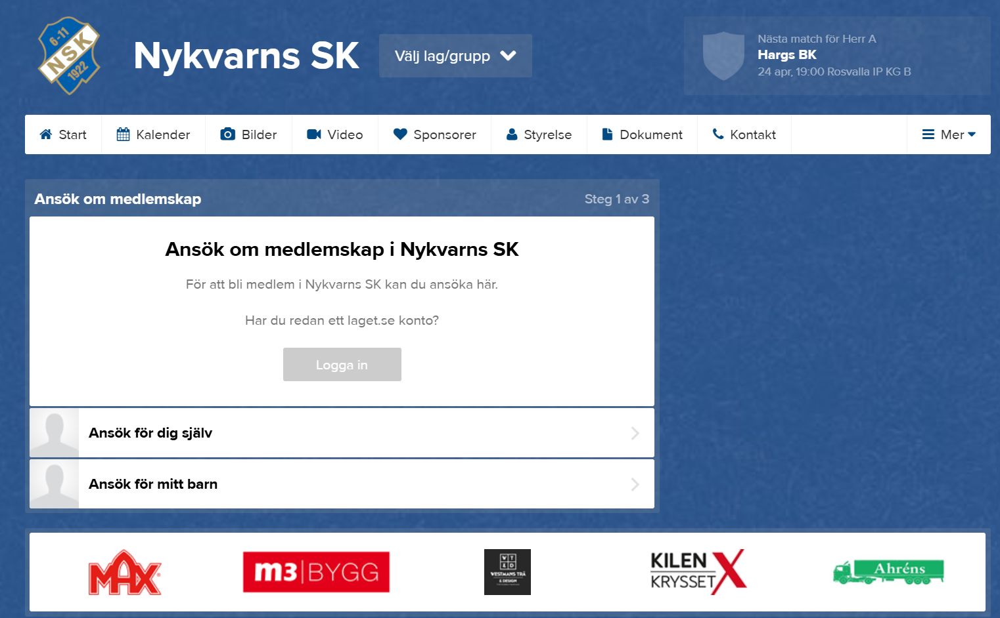 6-11
NSK
1922
Nykvarns SK
Välj lag/grupp
Nästa match för Herr A
Hargs BK
24 apr, 19:00 Rosvalla IP KG B
Start
Kalender
Bilder
Video
Sponsorer
Styrelse
Dokument
Kontakt
Mer
Ansök om medlemskap
Steg 1 av 3
Ansök om medlemskap i Nykvarns SK
För att bli medlem i Nykvarns SK kan du ansöka här.
Har du redan ett laget.se konto?
Logga in
Ansök för dig själv
Ansök för mitt barn
MAX
m3|BYGG
WT
&D
WESTMANS TRÄ
& DESIGN
KILEN
KRYSSET X
Ahréns